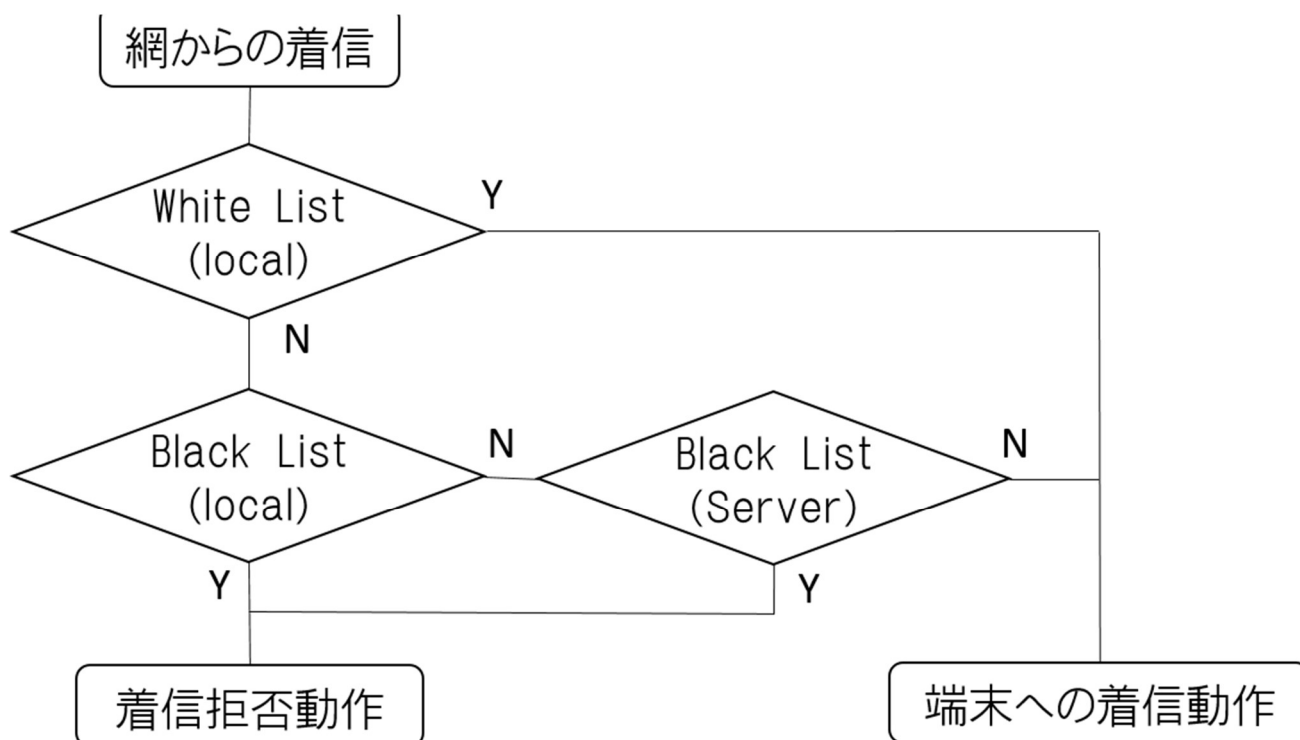 網からの着信
White List
(local)
Y
N
Black List
(local)
N
Black List
(Server)
N
Y
Y
着信拒否動作
端末への着信動作